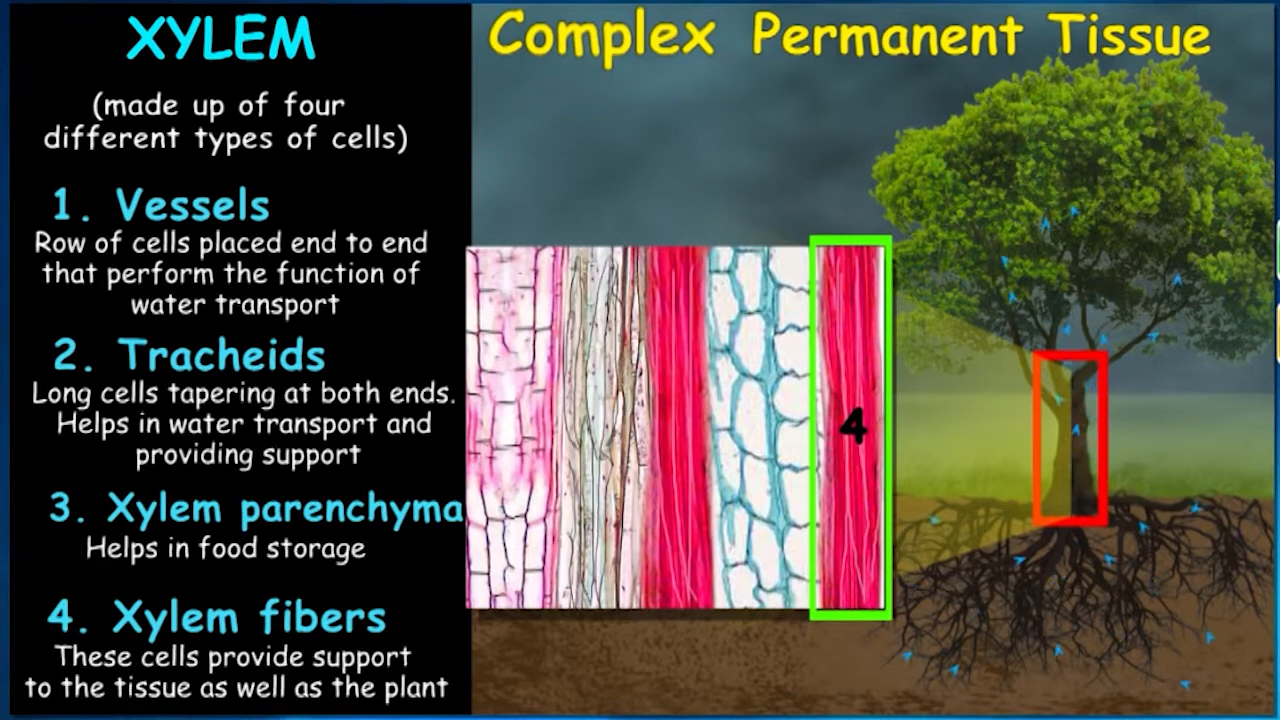 XYLEM
(made up of four
different types of cells)
1. Vessels
Row of cells placed end to end
that perform the function of
water transport
2. Tracheids
Long cells tapering at both ends.
Helps in water transport and
providing support
3. Xylem parenchyma
Helps in food storage
4. Xylem fibers
These cells provide support
to the tissue as well as the plant
Complex Permanent Tissue
4